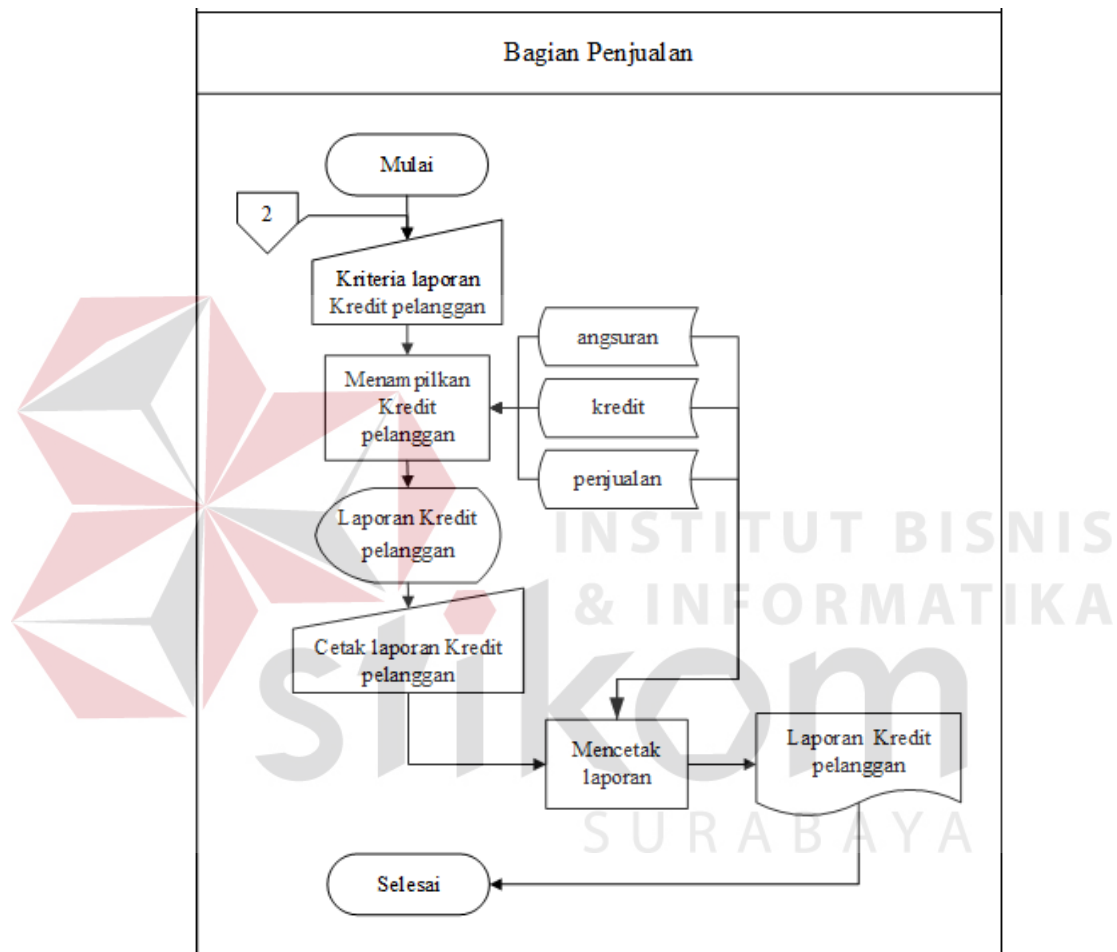 Bagian Penjualan
Mulai
2
Kriteria laporan
Kredit pelanggan
angsuran
Menampilkan
Kredit
pelanggan
kredit
penjualan
Laporan Kredit
pelanggan
INSTITUT BISNIS
& INFORMATIKA
Cetak laporan Kredit
pelanggan
stikom
Mencetak
laporan
Laporan Kredit
pelanggan
SURABAYA
Selesai